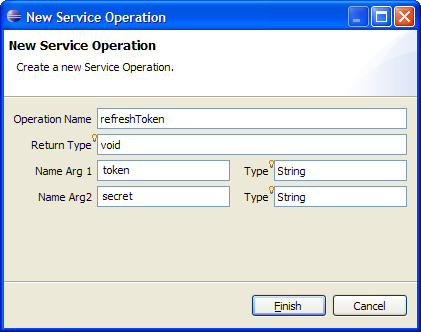 New Service Operation
New Service Operation
Create a new Service Operation.
Operation Name refreshToken
Return Type void
Name Arg 1 token Type String
Name Arg2 secret Type String
Finish Cancel